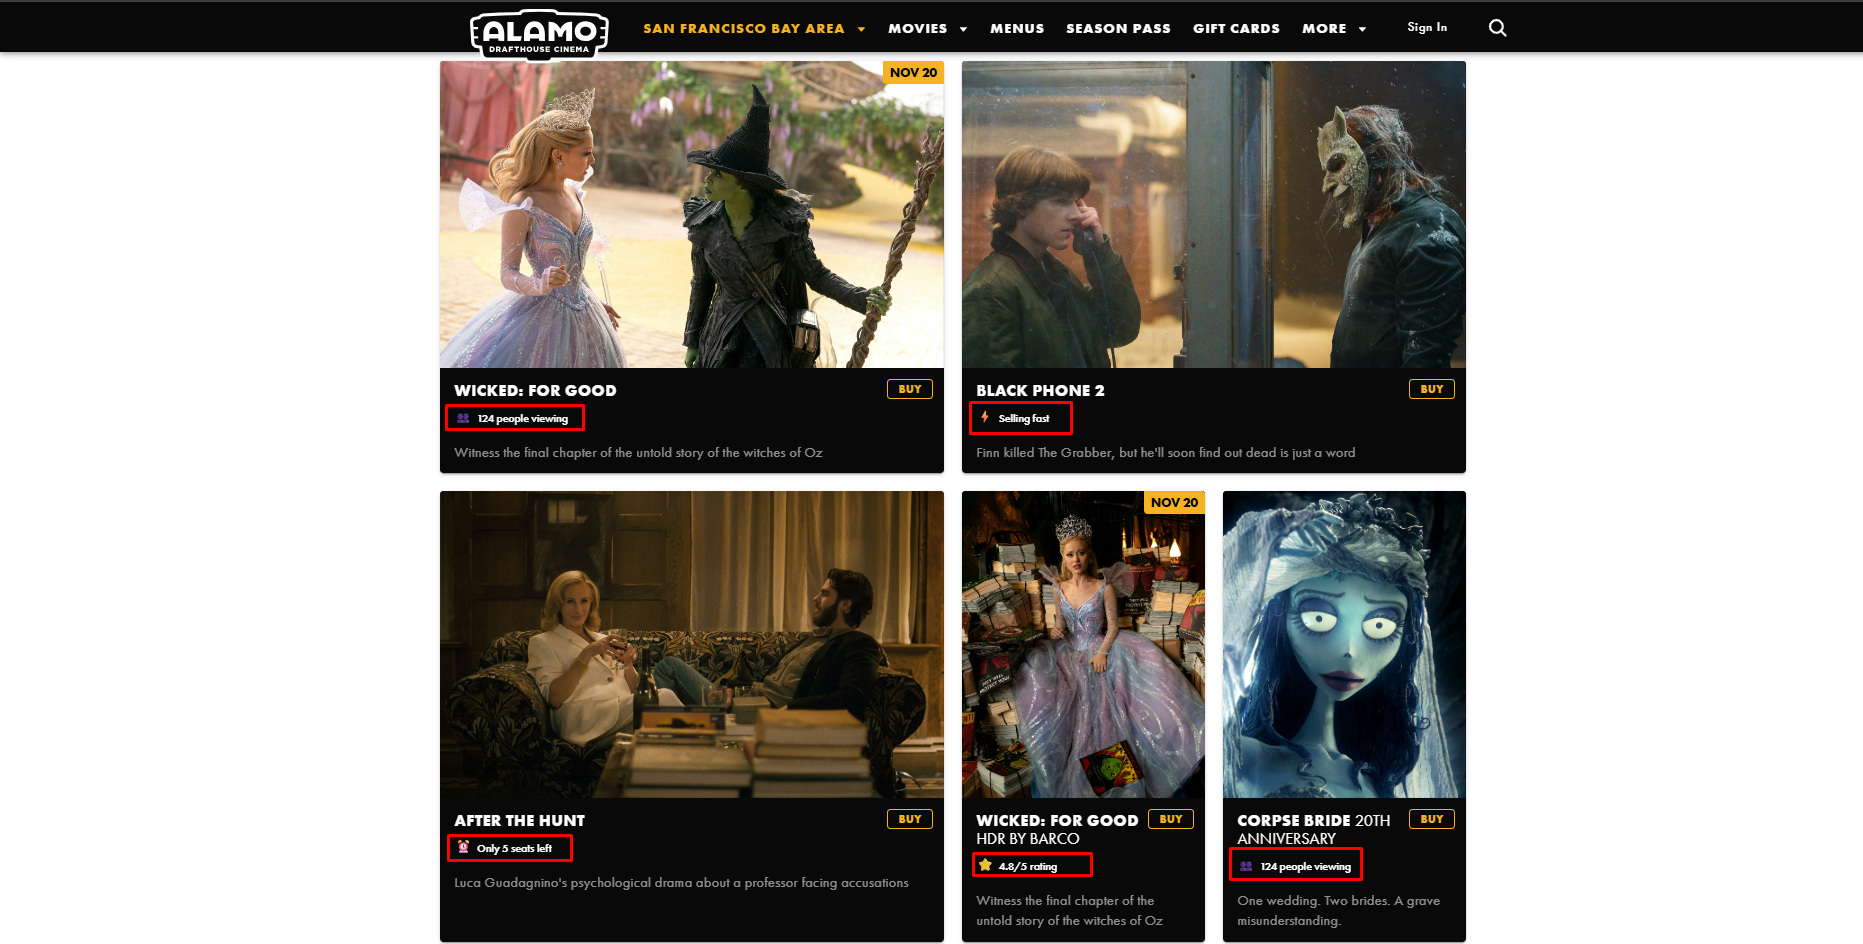 ALAMO
DRAFTHOUSE CINEMA
SAN FRANCISCO BAY AREA
MOVIES
MENUS
SEASON PASS
GIFT CARDS
MORE
Sign In
NOV 20
WICKED: FOR GOOD
BUY
124 people viewing
Witness the final chapter of the untold story of the witches of Oz
BLACK PHONE 2
BUY
Selling fast
Finn killed The Grabber, but he'll soon find out dead is just a word
AFTER THE HUNT
BUY
Only 5 seats left
Luca Guadagnino's psychological drama about a professor facing accusations
NOV 20
WICKED: FOR GOOD
HDR BY BARCO
BUY
4.8/5 rating
Witness the final chapter of the
untold story of the witches of Oz
CORPSE BRIDE 20TH
ANNIVERSARY
BUY
124 people viewing
One wedding. Two brides. A grave
misunderstanding.